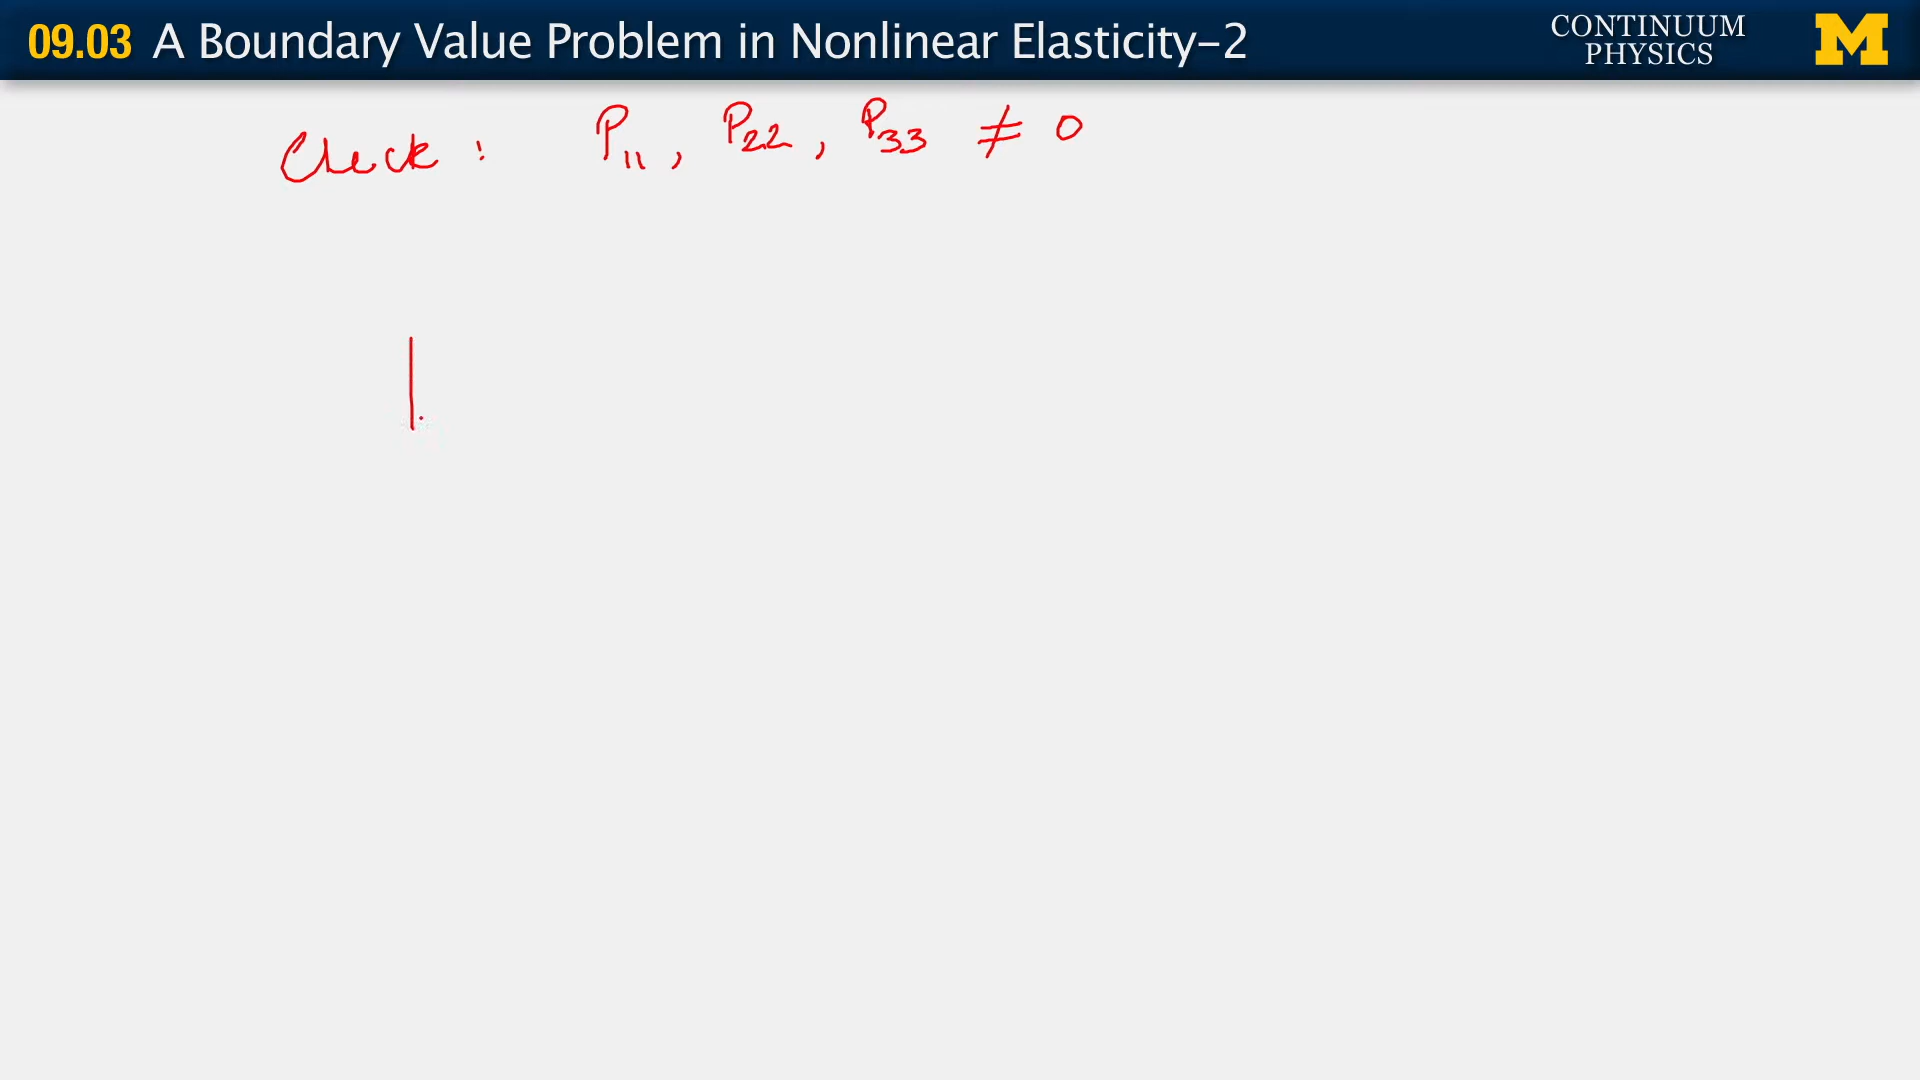 09.03 A Boundary Value Problem in Nonlinear Elasticity–2
CONTINUUM
PHYSICS
M
Check : P₁₁ , P₂₂ , P₃₃ ≠ 0